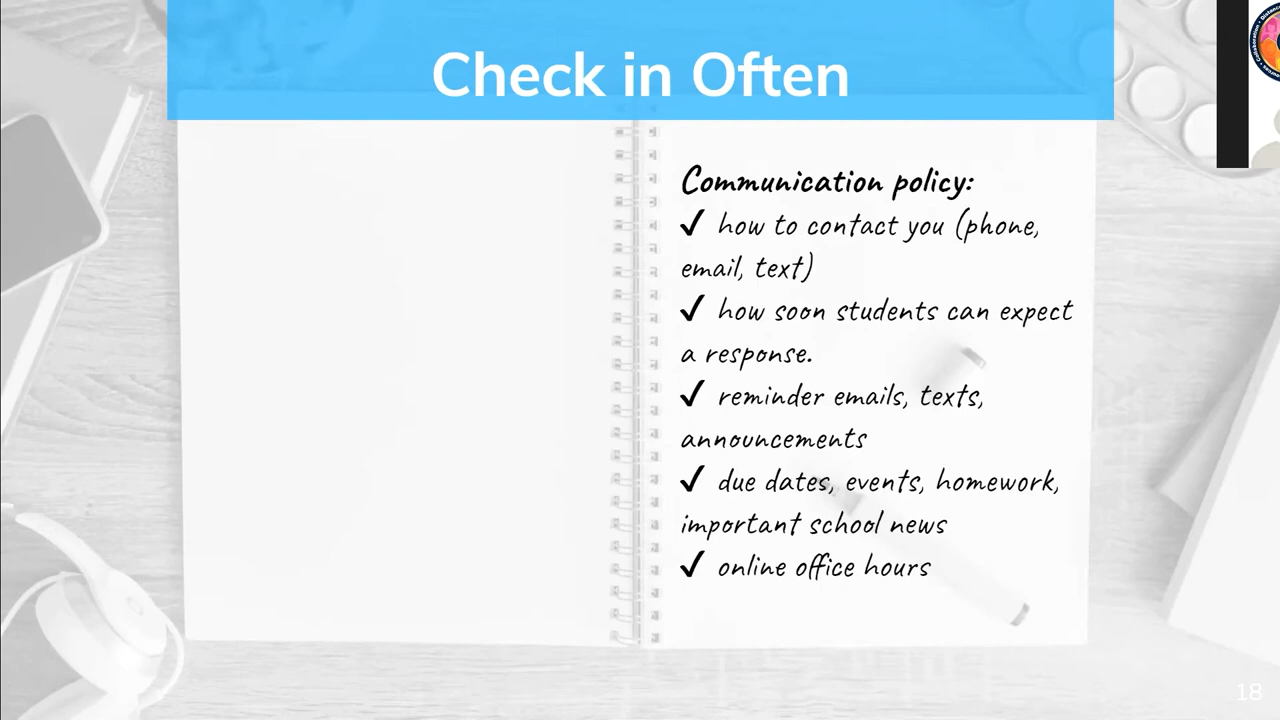 Check in Often
Communication policy:
✔ how to contact you (phone,
email, text)
✔ how soon students can expect
a response.
✔ reminder emails, texts,
announcements
✔ due dates, events, homework,
important school news
✔ online office hours
18